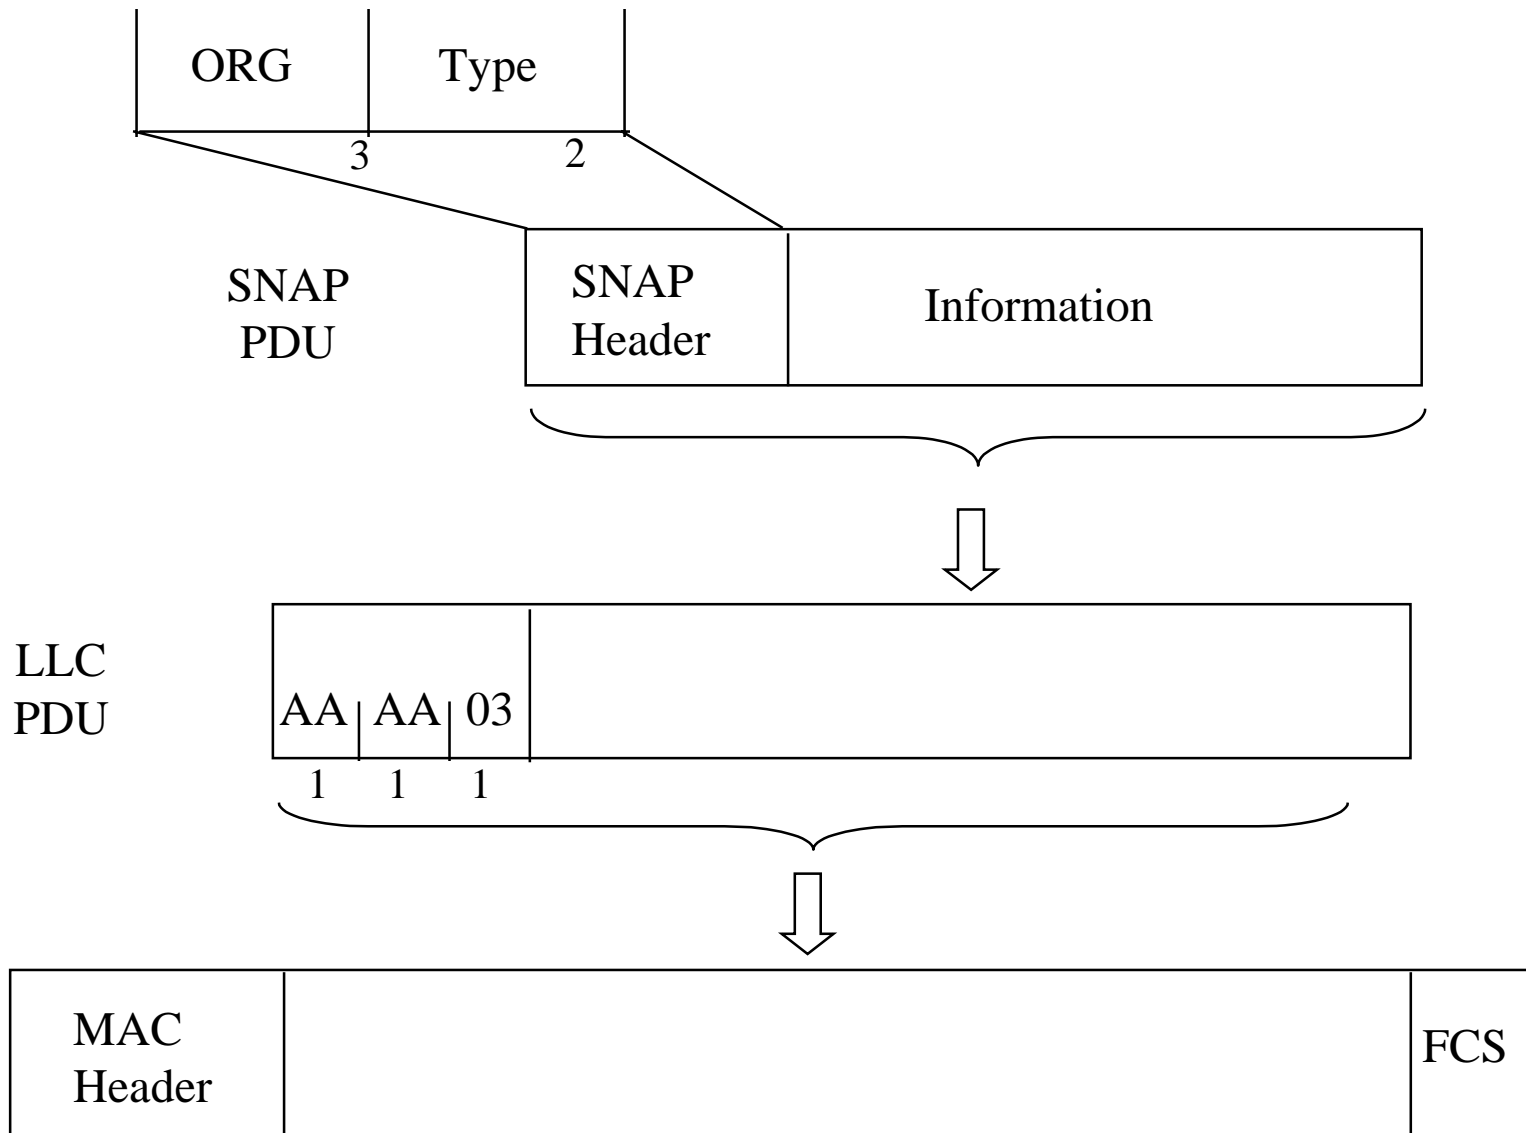 ORG Type
3 2
SNAP
PDU
SNAP
Header
Information
LLC
PDU
AA AA 03
1 1 1
MAC
Header
FCS